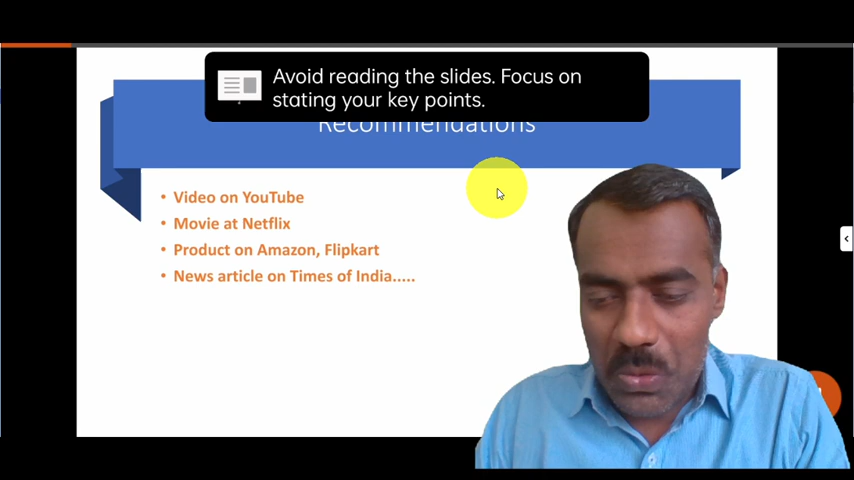 Avoid reading the slides. Focus on
stating your key points.
Recommendations
• Video on YouTube
• Movie at Netflix
• Product on Amazon, Flipkart
• News article on Times of India.....